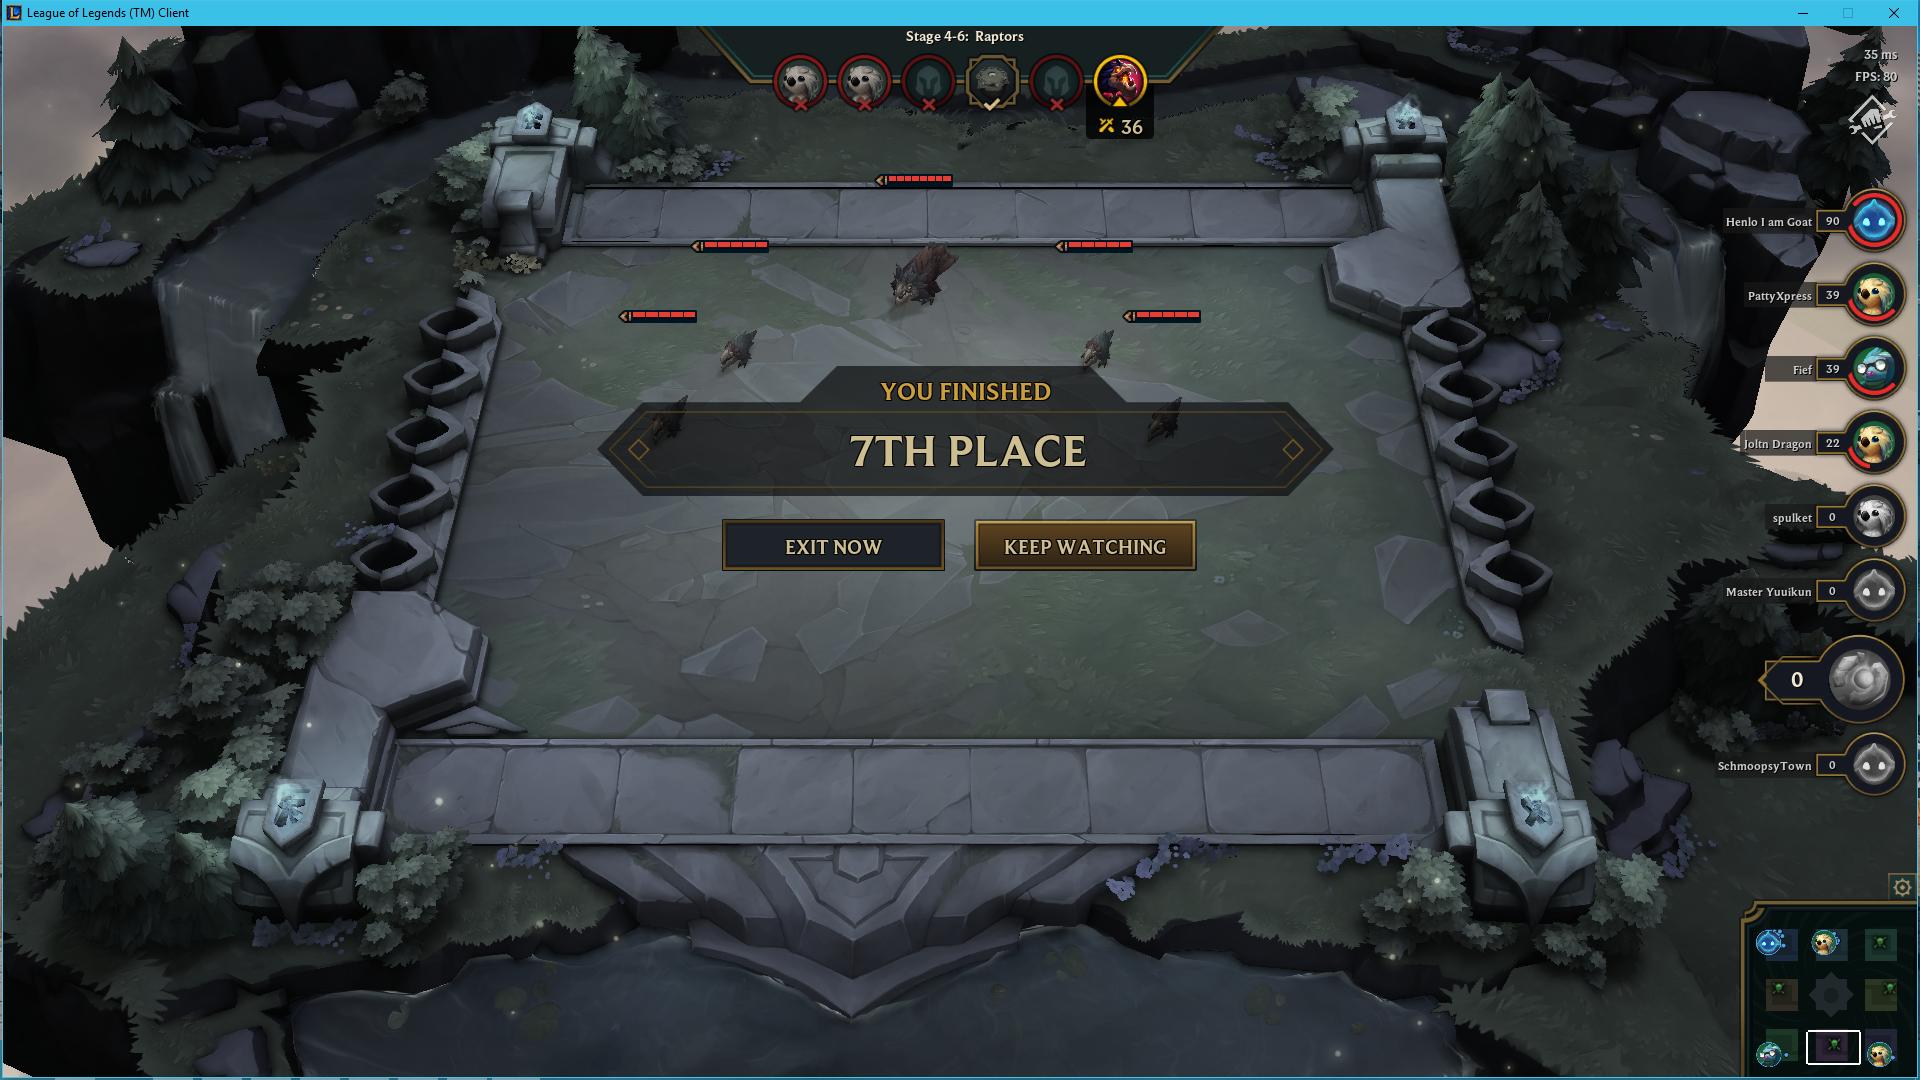 League of Legends (TM) Client
Stage 4-6: Raptors
36
35 ms
FPS: 80
Henlo I am Goat 90
PattyXpress 39
Fief 39
YOU FINISHED
7TH PLACE
Joltn Dragon 22
spulket 0
EXIT NOW
KEEP WATCHING
Master Yuuikun 0
0
SchmoopsyTown 0